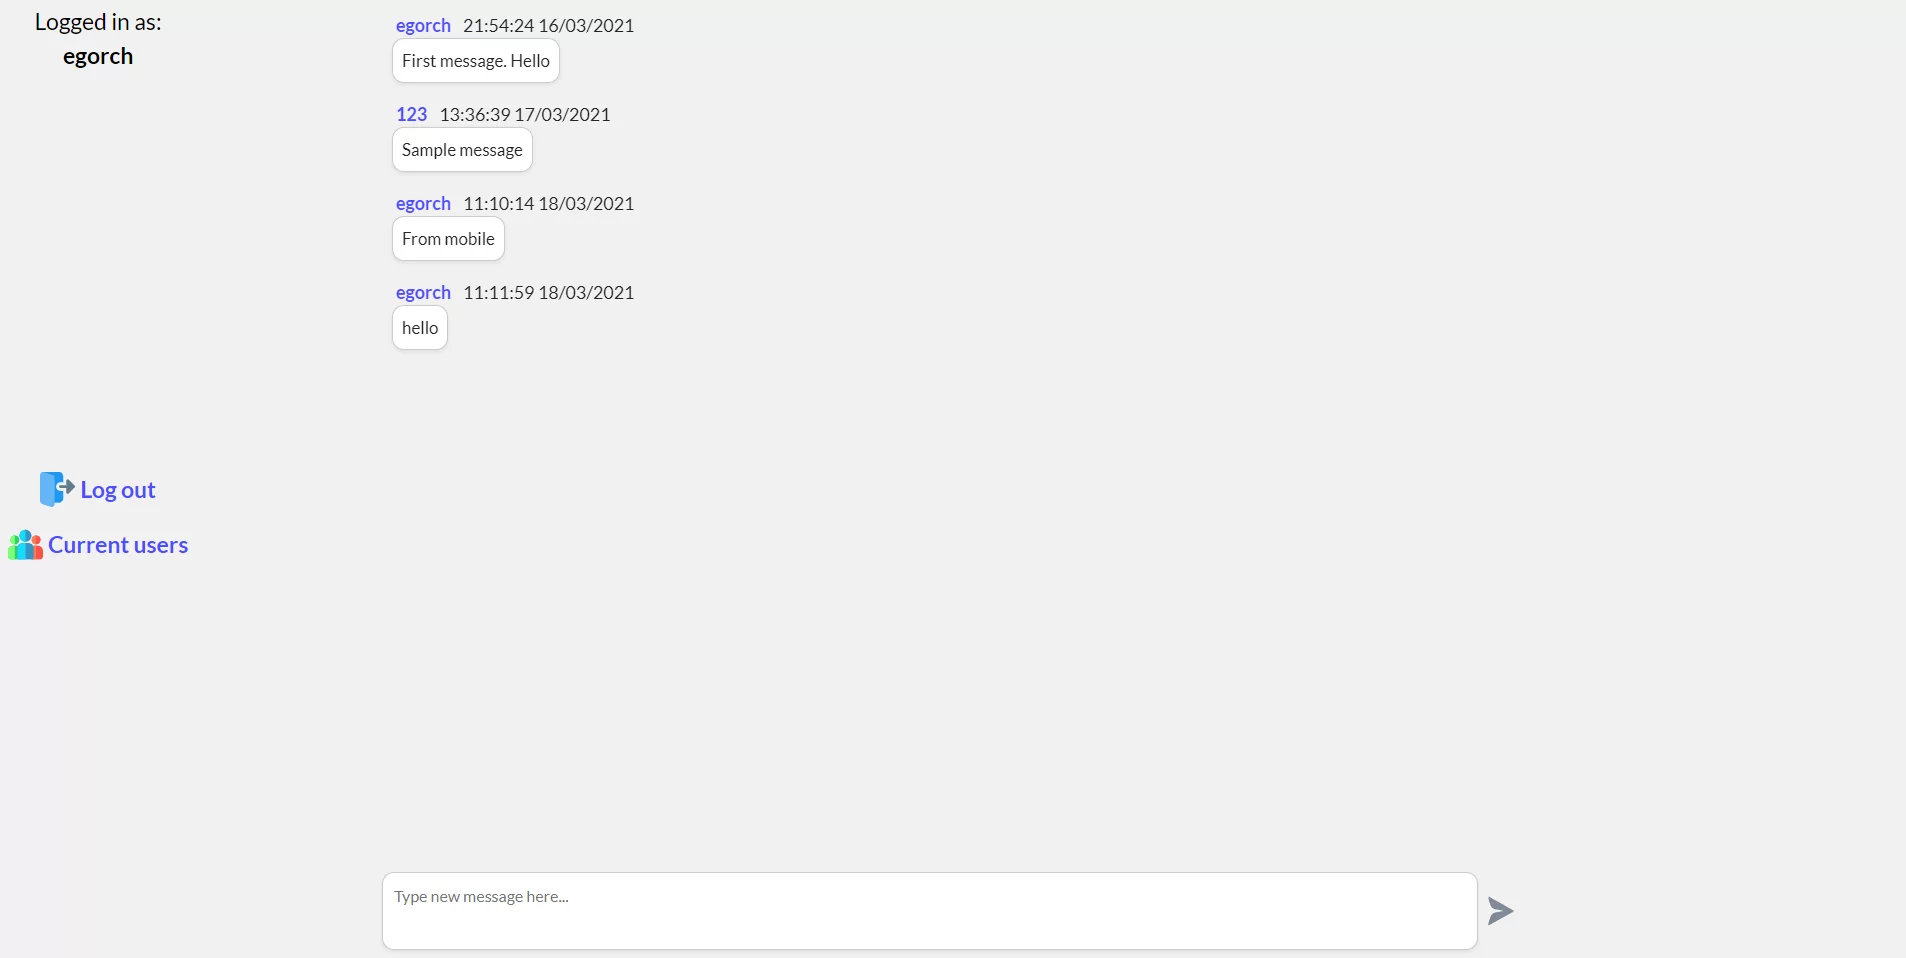 Logged in as:
egorch
egorch 21:54:24 16/03/2021
First message. Hello
123 13:36:39 17/03/2021
Sample message
egorch 11:10:14 18/03/2021
From mobile
egorch 11:11:59 18/03/2021
hello
Log out
Current users
Type new message here...